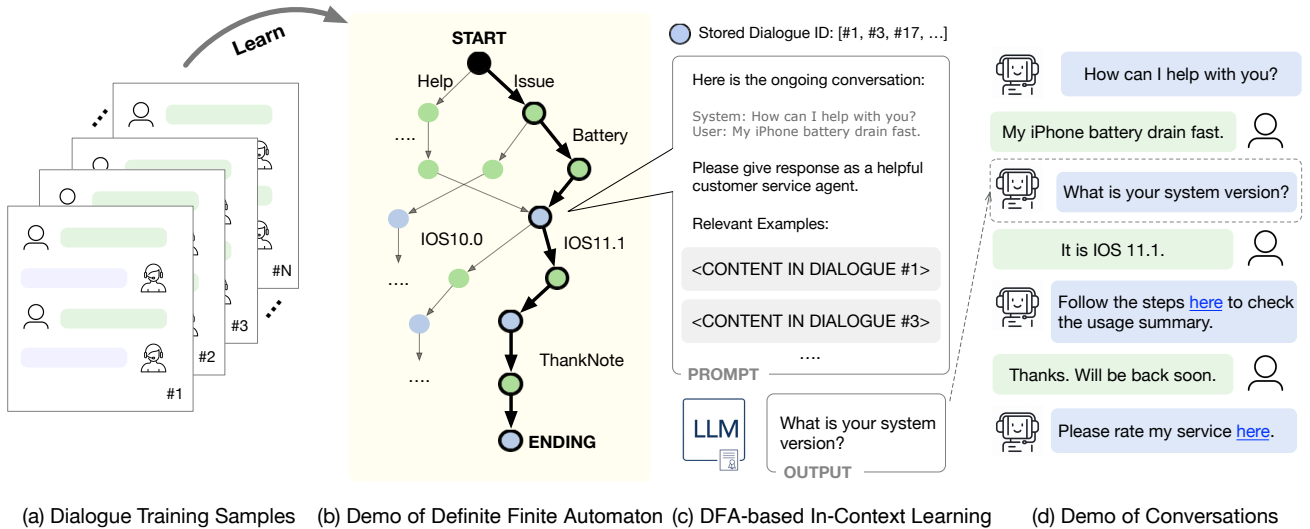 Learn
#N
#3
#2
#1
(a) Dialogue Training Samples
START
Help
Issue
....
Battery
IOS10.0
IOS11.1
....
....
ThankNote
ENDING
(b) Demo of Definite Finite Automaton
Stored Dialogue ID: [#1, #3, #17, ...]
Here is the ongoing conversation:
System: How can I help with you?
User: My iPhone battery drain fast.
Please give response as a helpful
customer service agent.
Relevant Examples:
<CONTENT IN DIALOGUE #1>
<CONTENT IN DIALOGUE #3>
....
PROMPT
LLM
What is your system
version?
OUTPUT
(c) DFA-based In-Context Learning
How can I help with you?
My iPhone battery drain fast.
What is your system version?
It is IOS 11.1.
Follow the steps here to check
the usage summary.
Thanks. Will be back soon.
Please rate my service here.
(d) Demo of Conversations